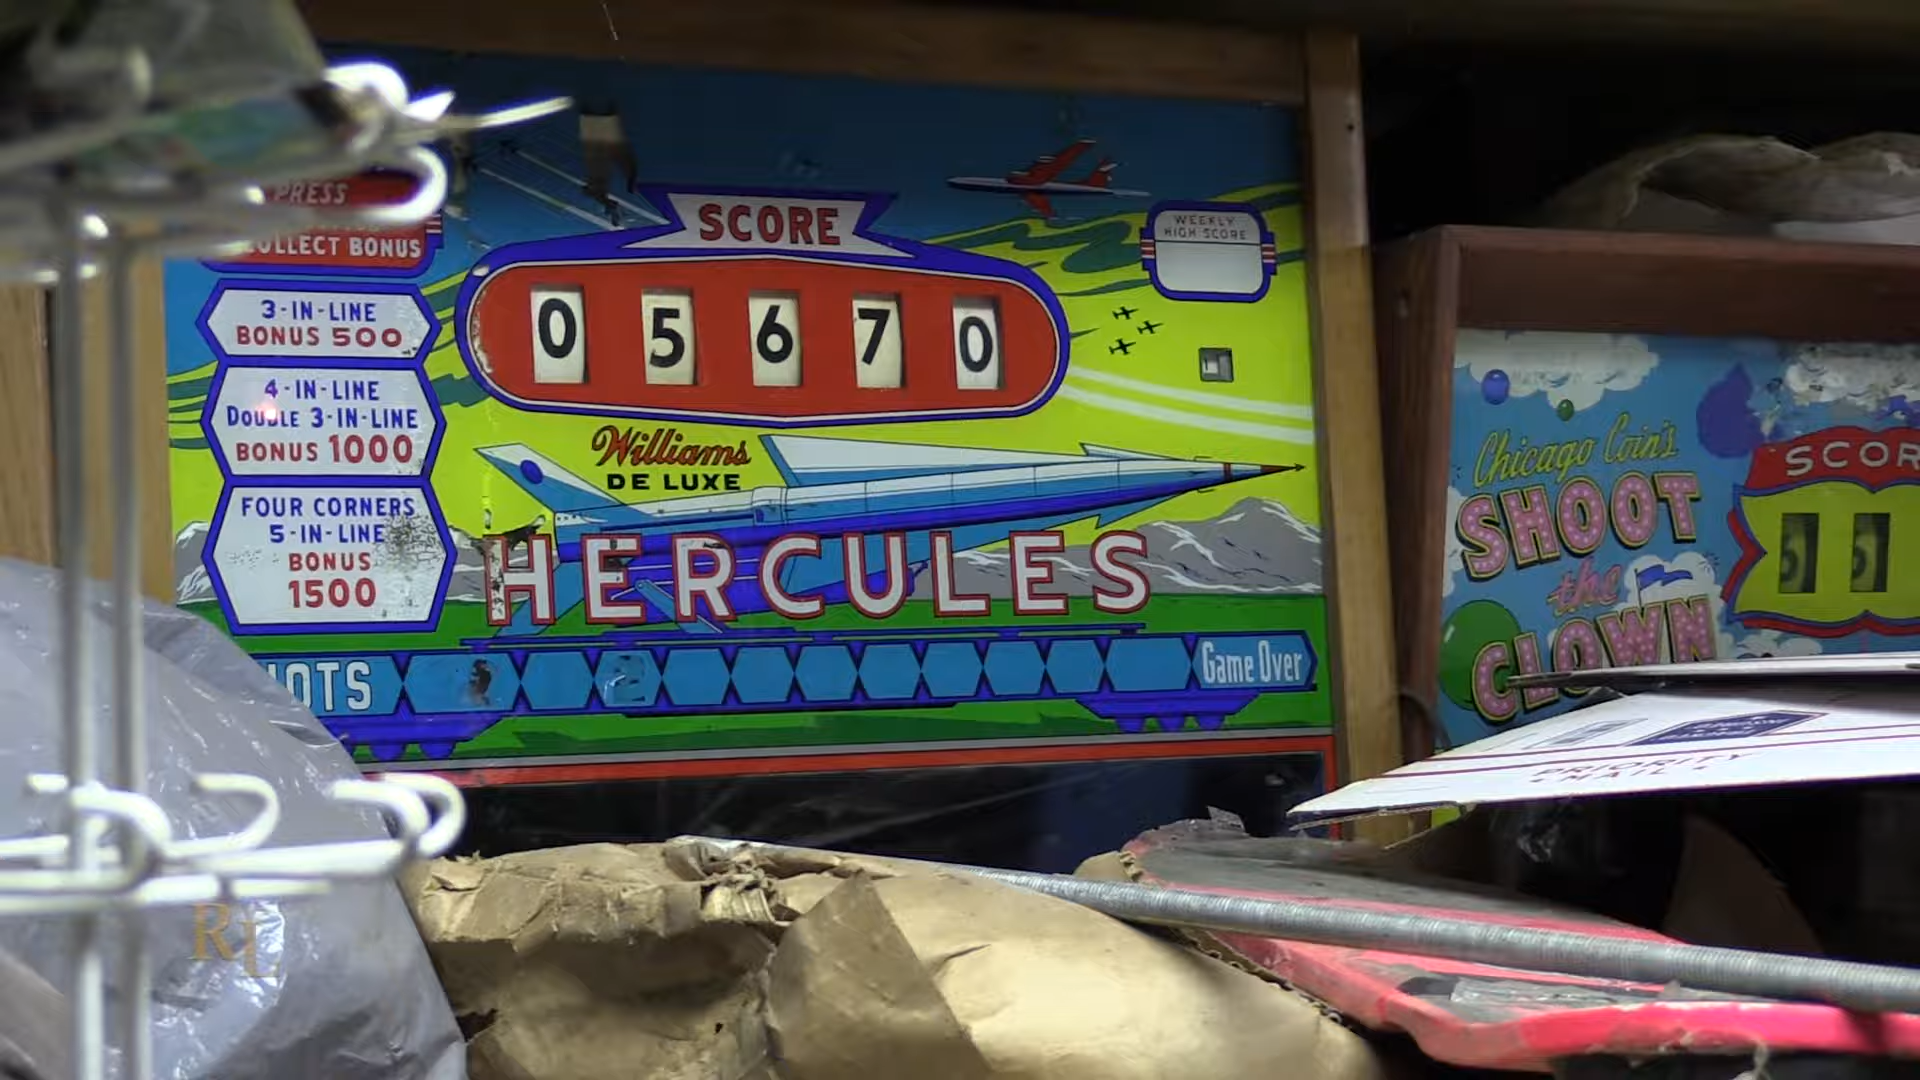 PRESS
COLLECT BONUS
3-IN-LINE
BONUS 500
4-IN-LINE
DOUBLE 3-IN-LINE
BONUS 1000
FOUR CORNERS
5-IN-LINE
BONUS
1500
SCORE
0 5 6 7 0
WEEKLY
HIGH SCORE
Williams
DE LUXE
HERCULES
2
Game Over
Chicago Coin's
SHOOT
the
CLOWN
SCOR
PRIORITY
MAIL
RL